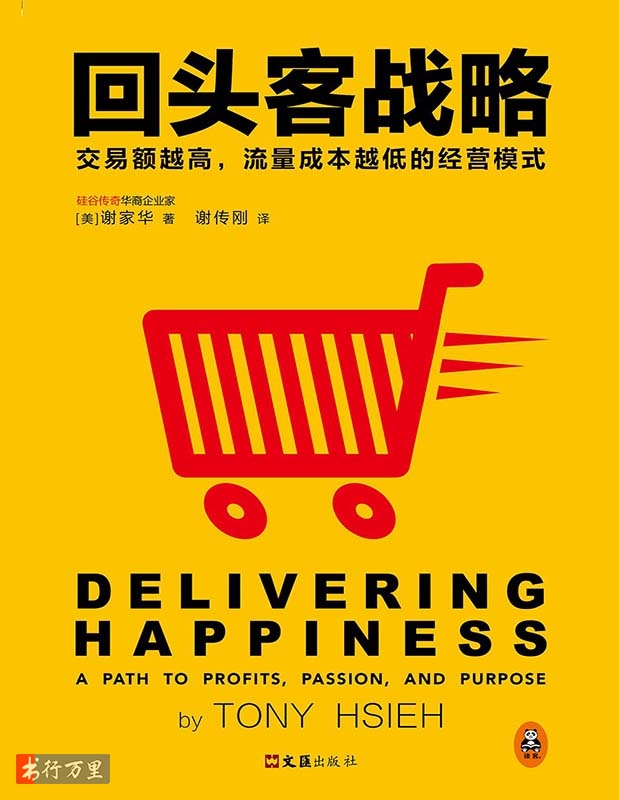 回头客战略
交易额越高，流量成本越低的经营模式
硅谷传奇华商企业家
[美]谢家华 著 谢传刚 译
DELIVERING
HAPPINESS
A PATH TO PROFITS, PASSION, AND PURPOSE
by TONY HSIEH
读客
文匯出版社
书行万里